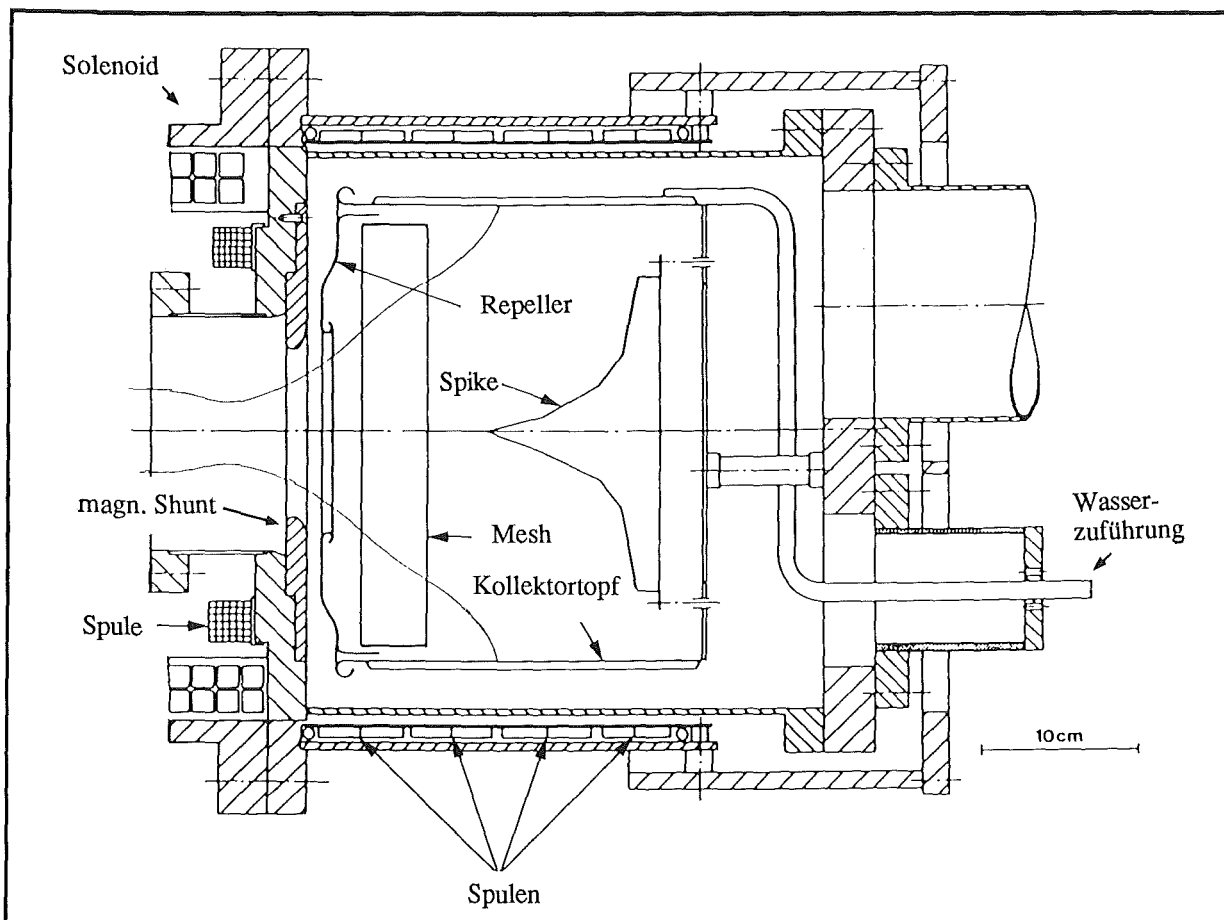 Solenoid
Repeller
Spike
magn. Shunt
Mesh
Wasser-
zuführung
Kollektortopf
Spule
10cm
Spulen